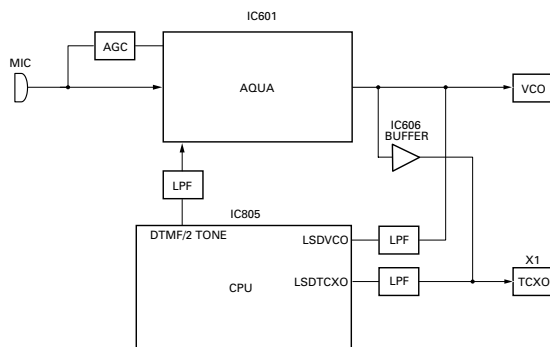 IC601
AGC
MIC
AQUA
VCO
IC606
BUFFER
LPF
IC805
DTMF/2 TONE
LSDVCO
LPF
X1
LSDTCXO
LPF
TCXO
CPU